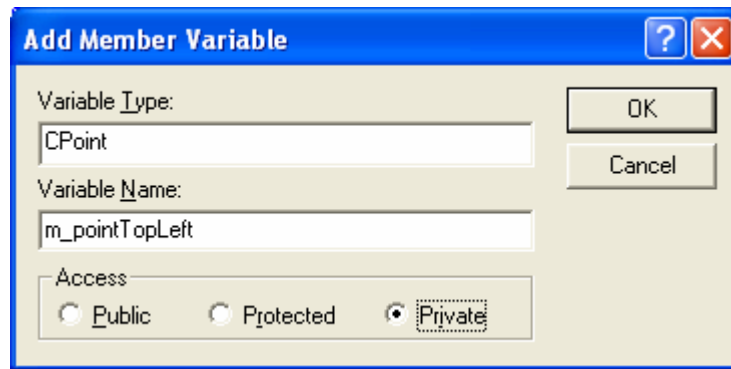 Add Member Variable
Variable Type:
OK
CPoint
Cancel
Variable Name:
m_pointTopLeft
Access
Public Protected Private